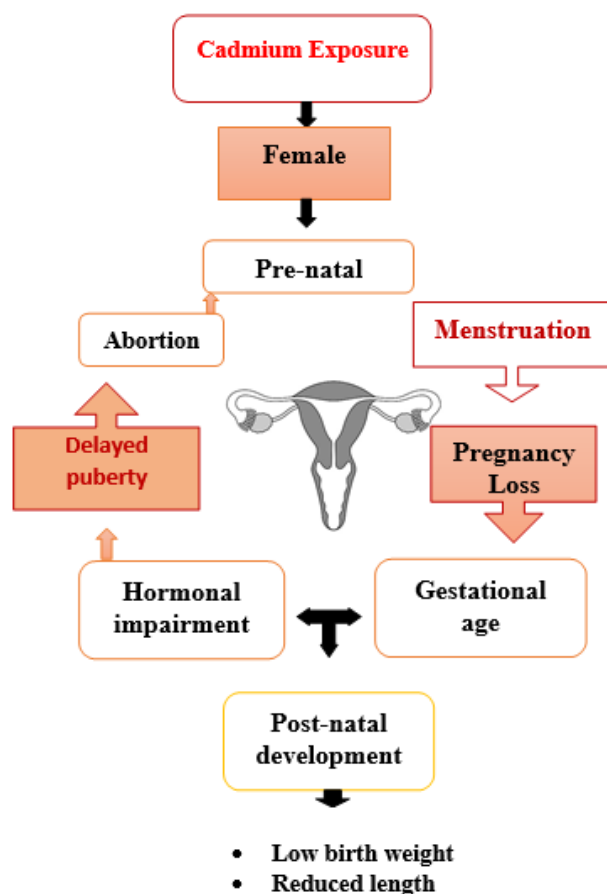 Cadmium Exposure
Female
Pre-natal
Abortion
Menstruation
Delayed
puberty
Pregnancy
Loss
Hormonal
impairment
Gestational
age
Post-natal
development
• Low birth weight
• Reduced length